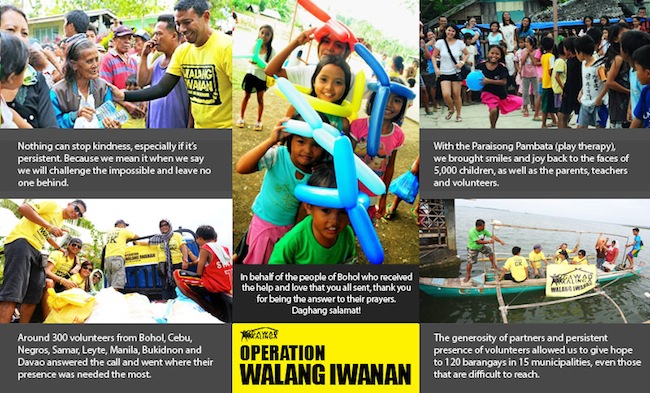 WALANG
IWANAN
Nothing can stop kindness, especially if it's
persistent. Because we mean it when we say
we will challenge the impossible and leave no
one behind.
With the Paraisong Pambata (play therapy),
we brought smiles and joy back to the faces of
5,000 children, as well as the parents, teachers
and volunteers.
In behalf of the people of Bohol who received
the help and love that you all sent, thank you
for being the answer to their prayers.
Daghang salamat!
GAWAD
KALINGA
WALANG IWANAN
Around 300 volunteers from Bohol, Cebu,
Negros, Samar, Leyte, Manila, Bukidnon and
Davao answered the call and went where their
presence was needed the most.
GAWAD
KALINGA
OPERATION
WALANG IWANAN
The generosity of partners and persistent
presence of volunteers allowed us to give hope
to 120 barangays in 15 municipalities, even those
that are difficult to reach.